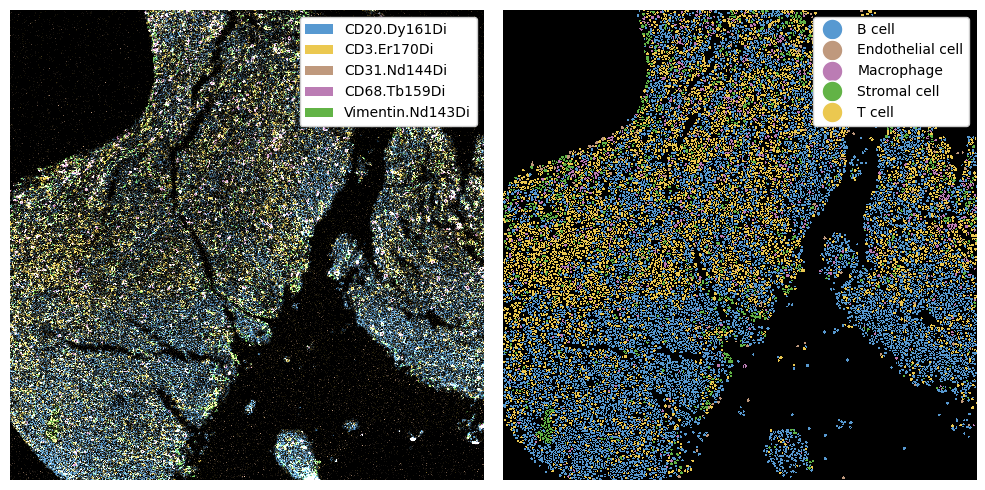 CD20.Dy161Di
CD3.Er170Di
CD31.Nd144Di
CD68.Tb159Di
Vimentin.Nd143Di
B cell
Endothelial cell
Macrophage
Stromal cell
T cell